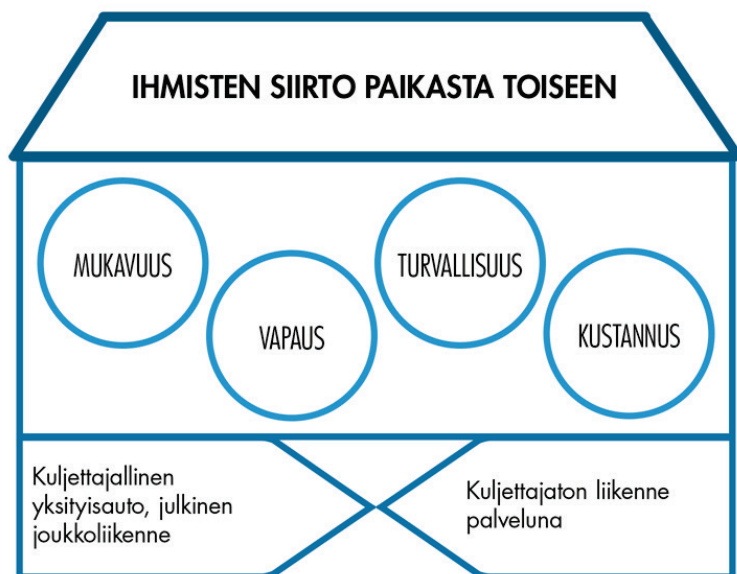 IHMISTEN SIIRTO PAIKASTA TOISEEN
MUKAVUUS
VAPAUS
TURVALLISUUS
KUSTANNUS
Kuljettajallinen
yksityisauto, julkinen
joukkoliikenne
Kuljettajaton liikenne
palveluna